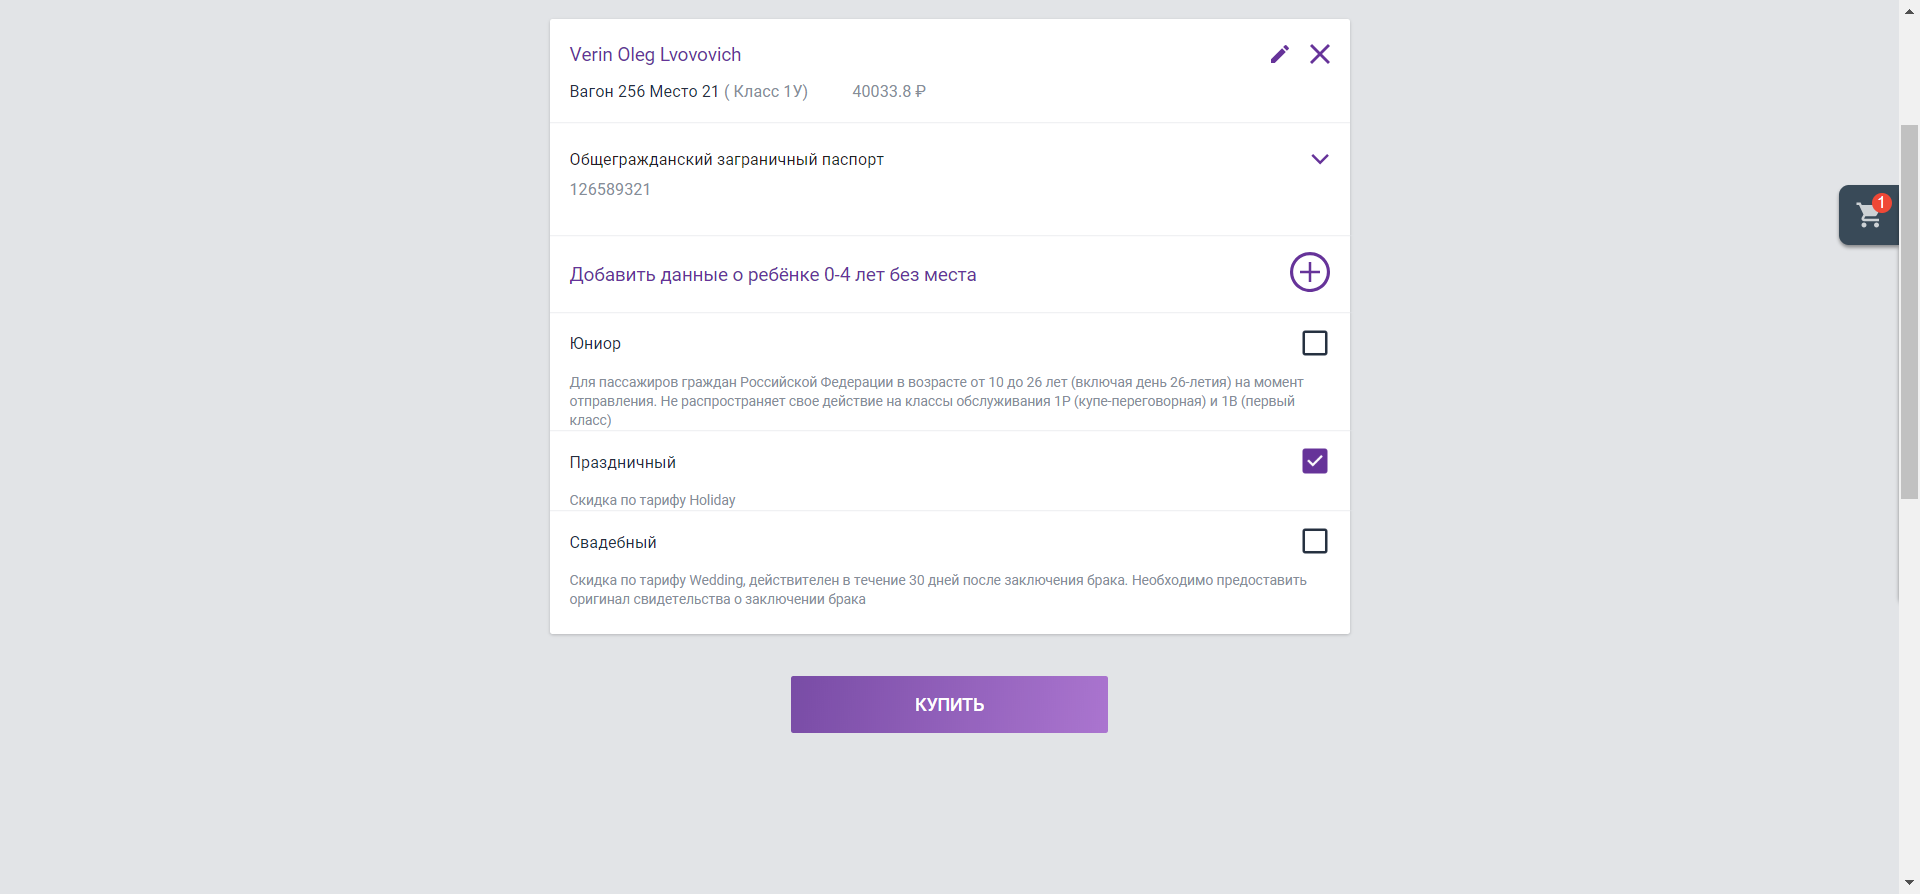 Verin Oleg Lvovovich
Вагон 256 Место 21 ( Класс 1У) 40033.8 ₽
Общегражданский заграничный паспорт
126589321
1
Добавить данные о ребёнке 0-4 лет без места
Юниор
Для пассажиров граждан Российской Федерации в возрасте от 10 до 26 лет (включая день 26-летия) на момент
отправления. Не распространяет свое действие на классы обслуживания 1Р (купе-переговорная) и 1В (первый
класс)
Праздничный
Скидка по тарифу Holiday
Свадебный
Скидка по тарифу Wedding, действителен в течение 30 дней после заключения брака. Необходимо предоставить
оригинал свидетельства о заключении брака
КУПИТЬ